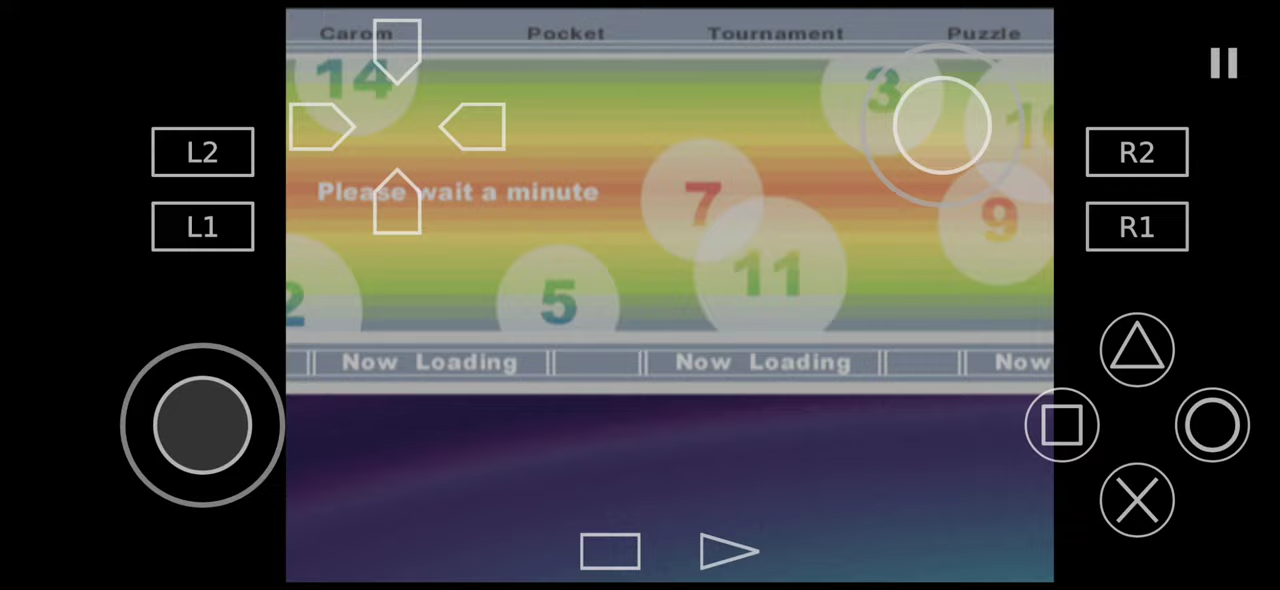 Carom Pocket Tournament Puzzle
14 3 1
L2 R2
Please wait a minute 7 9
L1 R1
2 5 11
Now Loading Now Loading Now